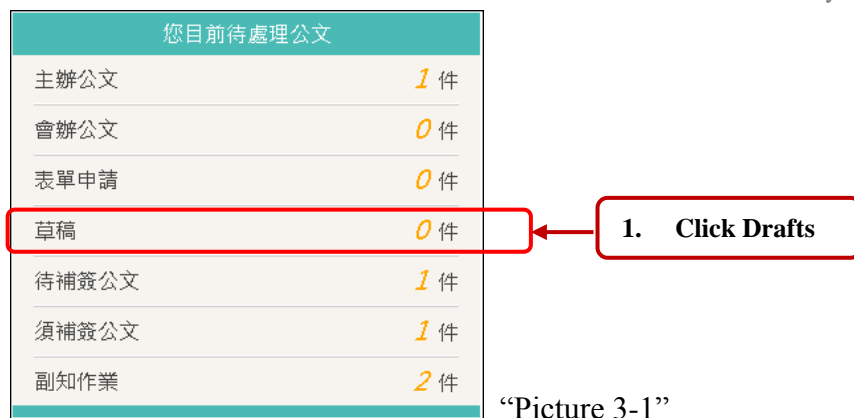 您目前待處理公文
主辦公文 1 件
會辦公文 0 件
表單申請 0 件
草稿 0 件
1. Click Drafts
待補簽公文 1 件
須補簽公文 1 件
副知作業 2 件
“Picture 3-1”